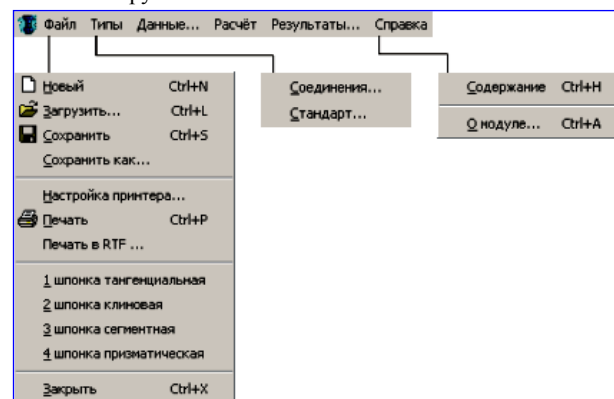 Файл Типы Данные... Расчёт Результаты... Справка
Новый Ctrl+N
Загрузить... Ctrl+L
Сохранить Ctrl+S
Сохранить как...
Настройка принтера...
Печать Ctrl+P
Печать в RTF ...
1 шпонка тангенциальная
2 шпонка клиновая
3 шпонка сегментная
4 шпонка призматическая
Закрыть Ctrl+X
Соединения...
Стандарт...
Содержание Ctrl+H
О модуле... Ctrl+A